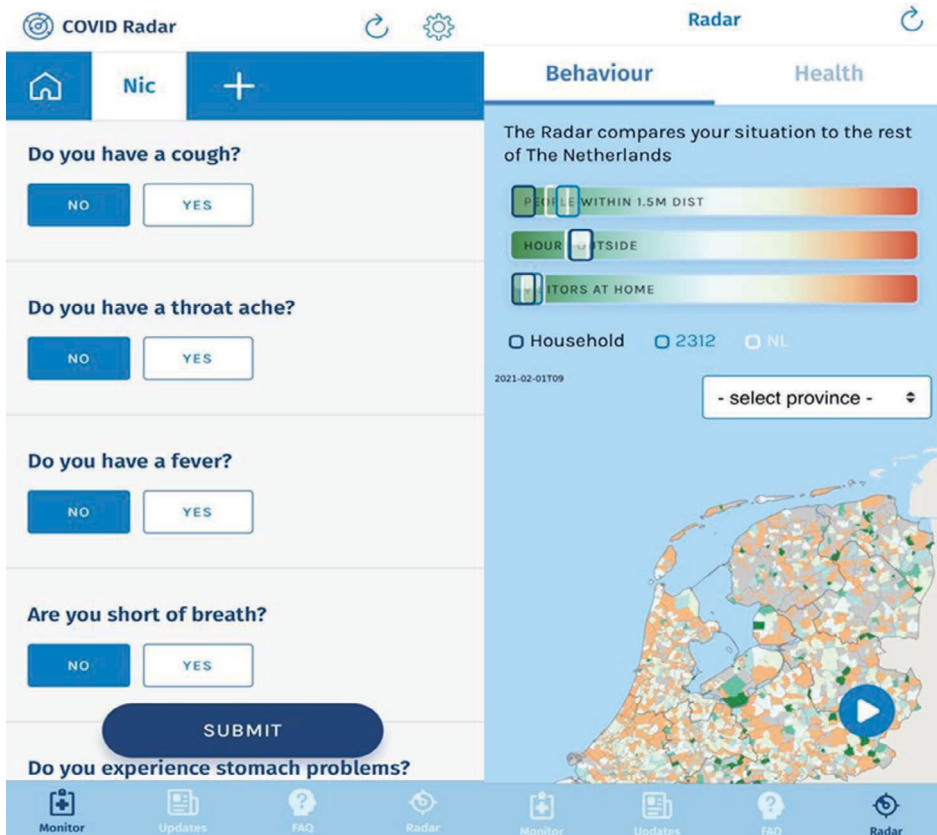 COVID Radar
Nic
Do you have a cough?
NO YES
Do you have a throat ache?
NO YES
Do you have a fever?
NO YES
Are you short of breath?
NO YES
SUBMIT
Do you experience stomach problems?
Monitor Updates FAQ Radar
Radar
Behaviour Health
The Radar compares your situation to the rest
of The Netherlands
PEOPLE WITHIN 1.5M DIST
HOUR OUTSIDE
ITORS AT HOME
Household 2312 NL
2021-02-01T09
- select province -
Monitor Updates FAQ Radar